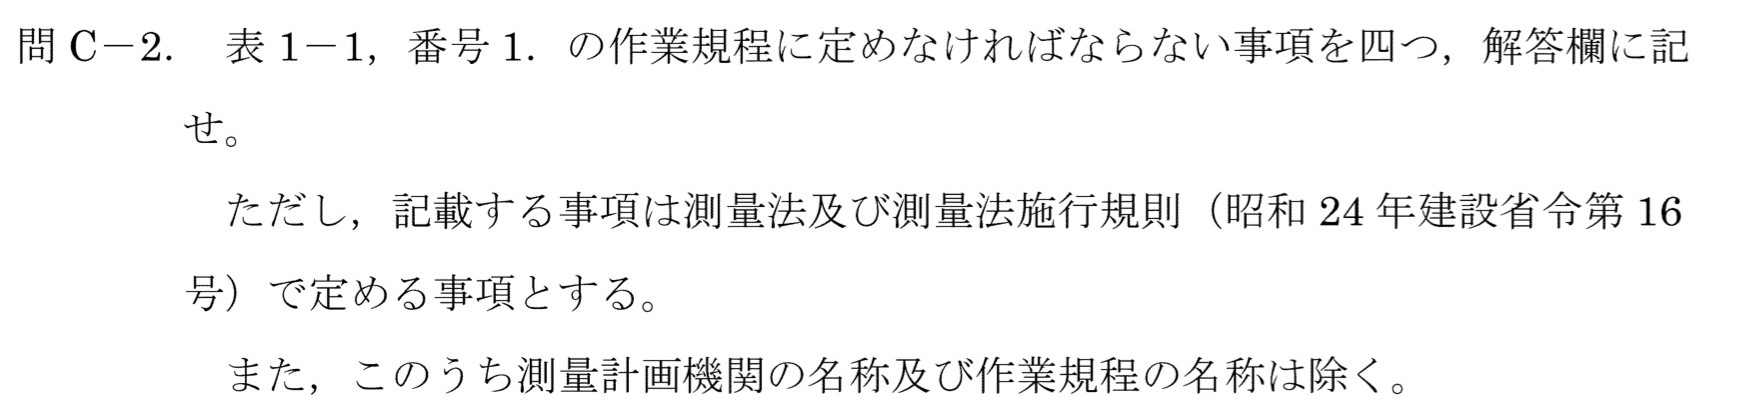 問 C－2. 表 1－1，番号 1. の作業規程に定めなければならない事項を四つ，解答欄に記
せ。
ただし，記載する事項は測量法及び測量法施行規則（昭和 24 年建設省令第 16
号）で定める事項とする。
また，このうち測量計画機関の名称及び作業規程の名称は除く。